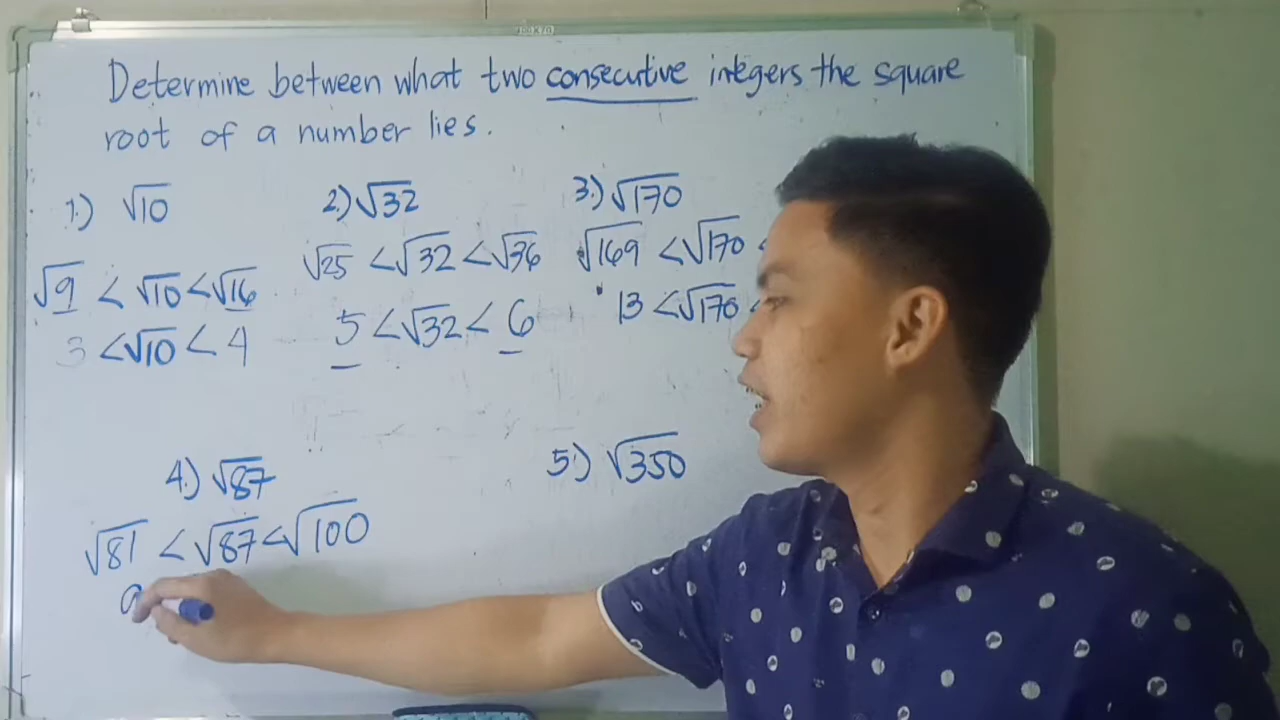 Determine between what two consecutive integers the square
root of a number lies.
1.) √10
√9 < √10 < √16
3 < √10 < 4
2.) √32
√25 < √32 < √36
5 < √32 < 6
3.) √170
√169 < √170 <
13 < √170 <
4.) √87
√81 < √87 < √100
9
5.) √350